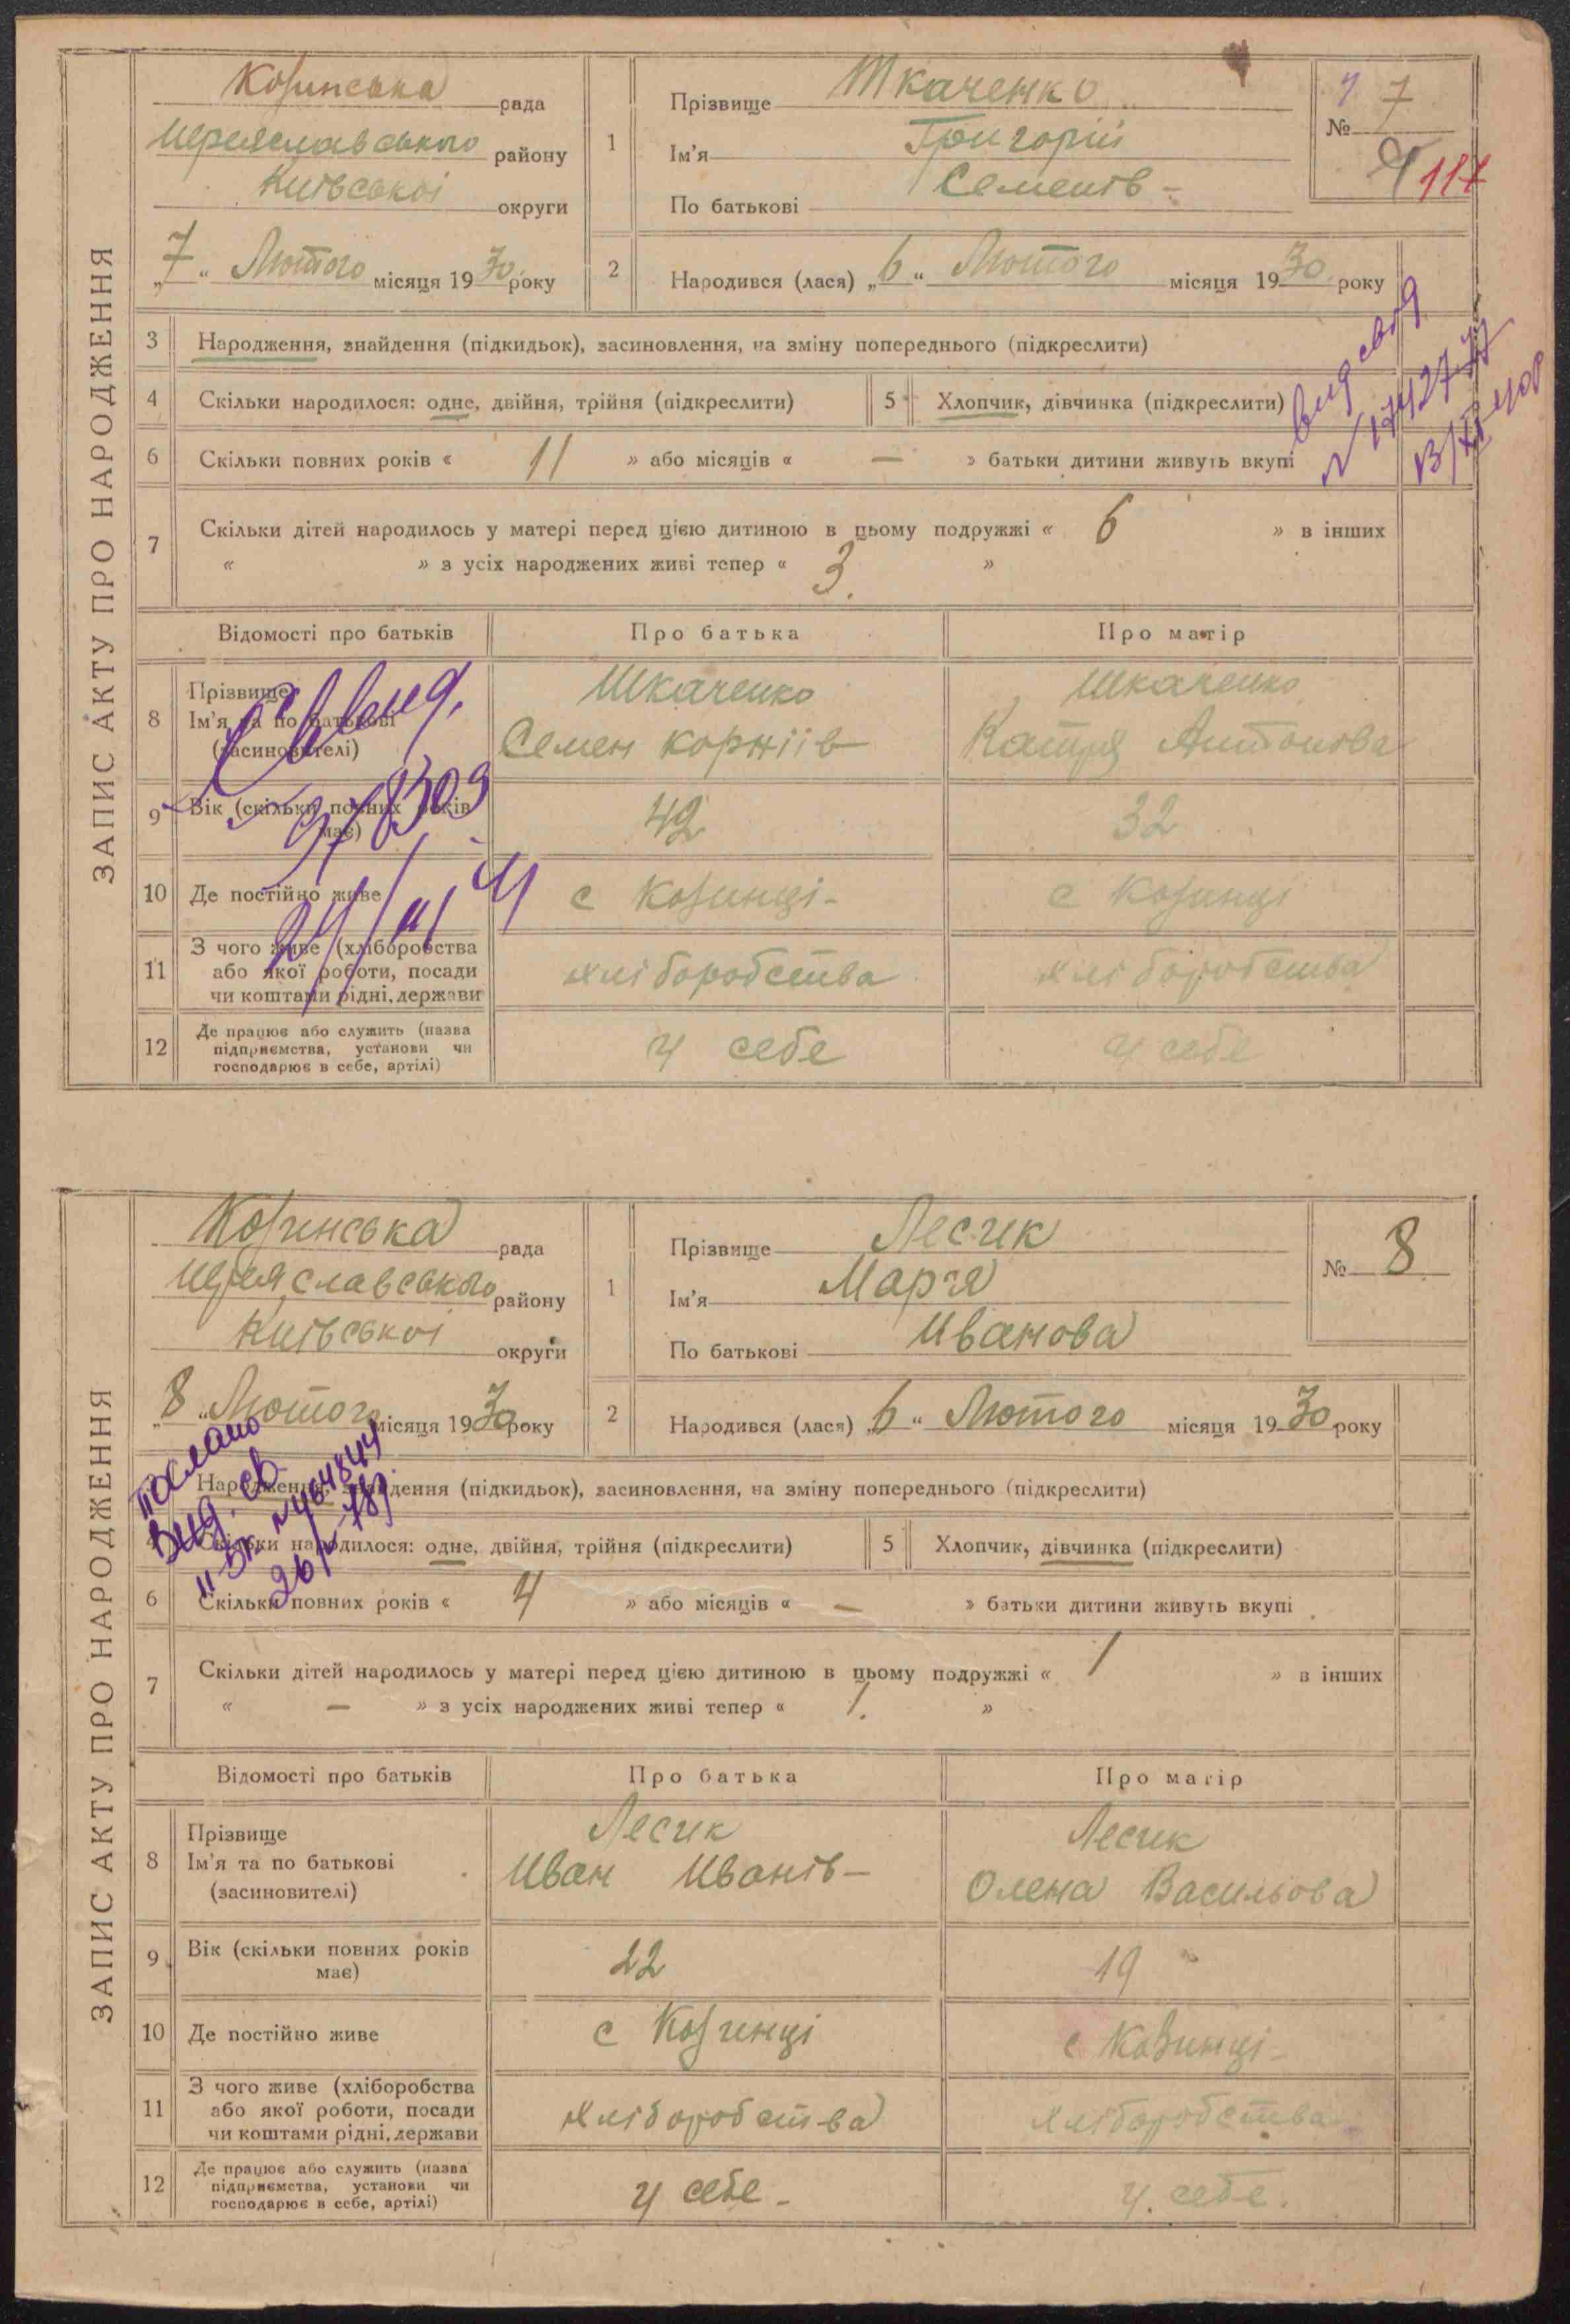 ЗАПИС АКТУ ПРО НАРОДЖЕННЯ
Козинська рада
Переяславського району
Київської округи
„7“ Лютого місяця 1930 року
1 Прізвище Ткаченко
Ім'я Григорій
По батькові Семенів -
№ 7
117
2 Народився (лася) „6“ Лютого місяця 1930 року
3 Народження, знайдення (підкидьок), засиновлення, на зміну попереднього (підкреслити)
4 Скільки народилося: одне, двійня, трійня (підкреслити) 5 Хлопчик, дівчинка (підкреслити)
6 Скільки повних років « 11 » або місяців « — » батьки дитини живуть вкупі
7 Скільки дітей народилось у матері перед цією дитиною в цьому подружжі « 6 » в інших
« » з усіх народжених живі тепер « 3. »
Відомості про батьків Про батька Про матір
8 Прізвище Ім'я та по батькові (засиновителі)
Ткаченко
Семен корніїв
Ткаченко
Катря Антонова
9 Вік (скільки повних років має) 42 32
10 Де постійно живе с Козинці - с Козинці
11 З чого живе (хліборобства або якої роботи, посади чи коштами рідні, держави хліборобства хліборобства
12 Де працює або служить (назва підприємства, установи чи господарює в себе, артілі) У себе У себе
ЗАПИС АКТУ ПРО НАРОДЖЕННЯ
Козинська рада
Переяславського району
Київської округи
„8“ Лютого місяця 1930 року
1 Прізвище Лесик
Ім'я Марія
По батькові Иванова
№ 8
2 Народився (лася) „6“ Лютого місяця 1930 року
послано
Вид. св
Народження, знайдення (підкидьок), засиновлення, на зміну попереднього (підкреслити)
Скільки народилося: одне, двійня, трійня (підкреслити) 5 Хлопчик, дівчинка (підкреслити)
6 Скільки повних років « 4 » або місяців « — » батьки дитини живуть вкупі
7 Скільки дітей народилось у матері перед цією дитиною в цьому подружжі « 1 » в інших
« — » з усіх народжених живі тепер « 1. »
Відомості про батьків Про батька Про матір
8 Прізвище Ім'я та по батькові (засиновителі)
Лесик
Иван Иванів -
Лесик
Олена Васильова
9 Вік (скільки повних років має) 22 19
10 Де постійно живе с Козинці с Козинці -
11 З чого живе (хліборобства або якої роботи, посади чи коштами рідні, держави хліборобства хліборобства
12 Де працює або служить (назва підприємства, установи чи господарює в себе, артілі) У себе - У себе.